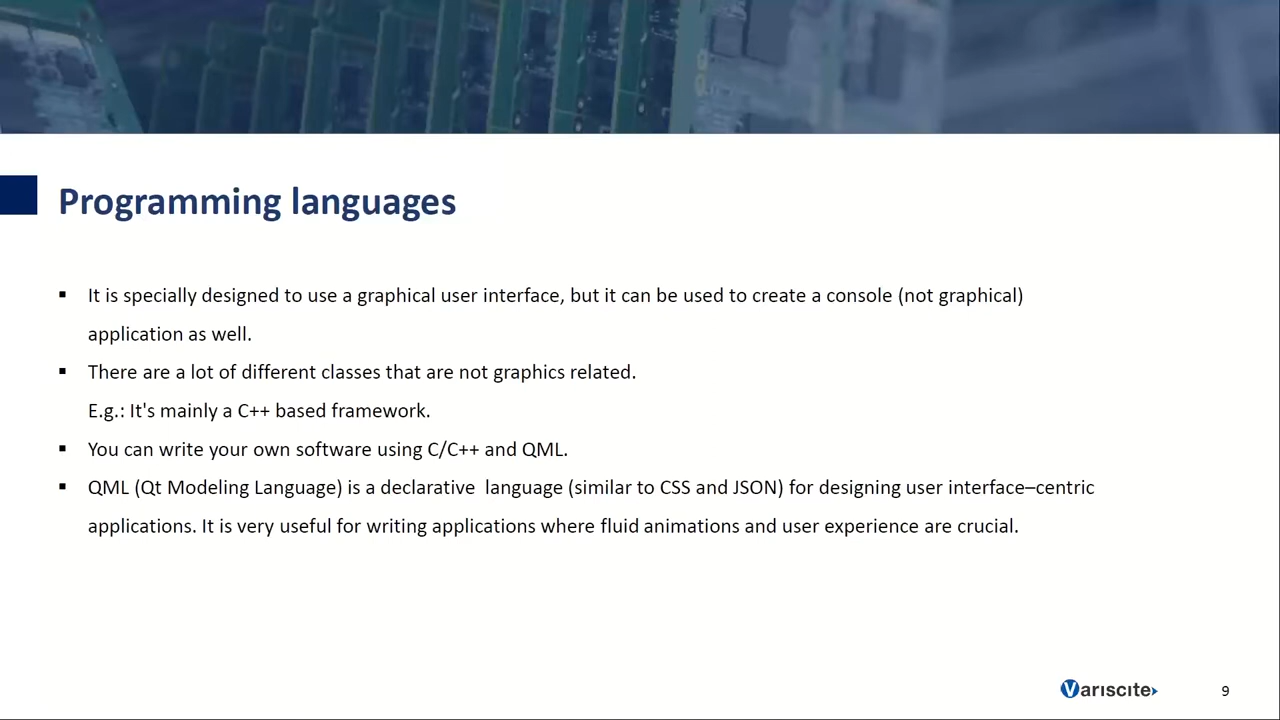 Programming languages
▪ It is specially designed to use a graphical user interface, but it can be used to create a console (not graphical)
application as well.
▪ There are a lot of different classes that are not graphics related.
E.g.: It's mainly a C++ based framework.
▪ You can write your own software using C/C++ and QML.
▪ QML (Qt Modeling Language) is a declarative  language (similar to CSS and JSON) for designing user interface–centric
applications. It is very useful for writing applications where fluid animations and user experience are crucial.
Variscite
9